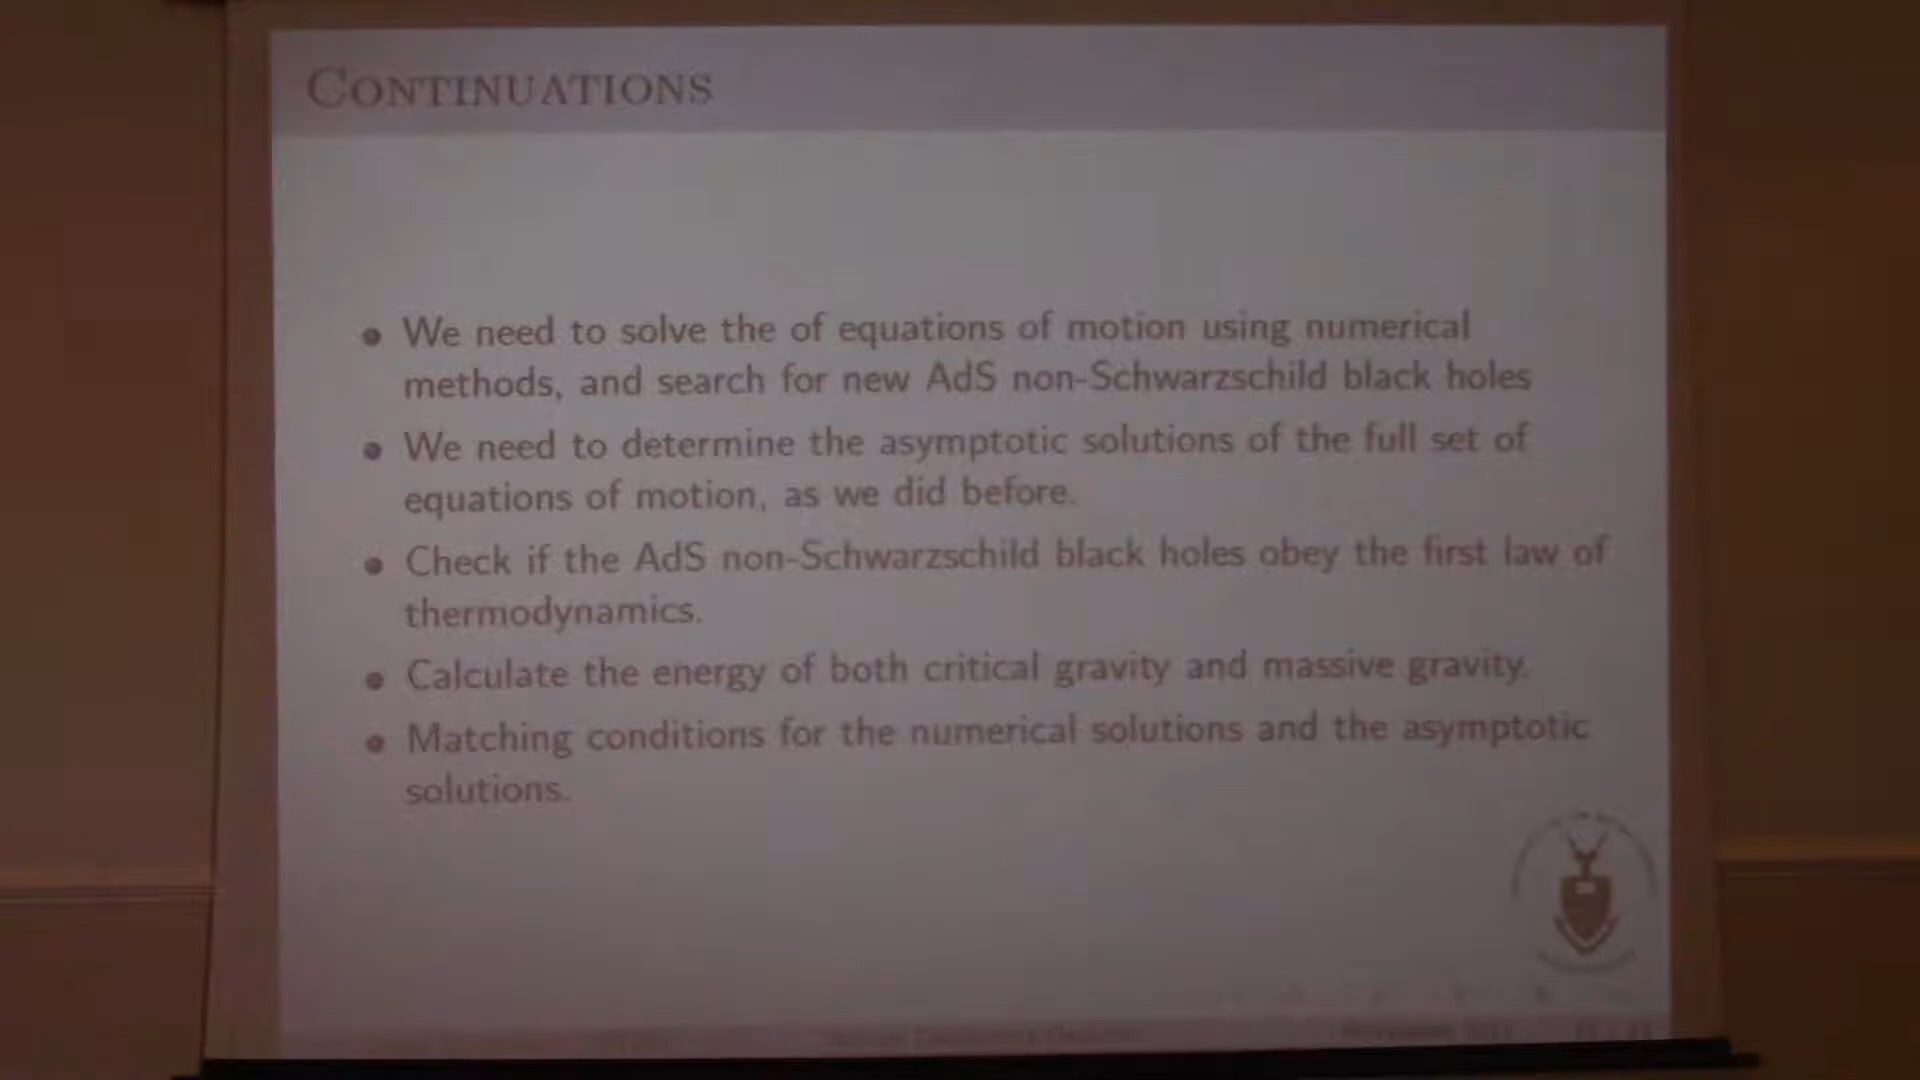 CONTINUATIONS
• We need to solve the of equations of motion using numerical
methods, and search for new AdS non-Schwarzschild black holes
• We need to determine the asymptotic solutions of the full set of
equations of motion, as we did before.
• Check if the AdS non-Schwarzschild black holes obey the first law of
thermodynamics.
• Calculate the energy of both critical gravity and massive gravity.
• Matching conditions for the numerical solutions and the asymptotic
solutions.